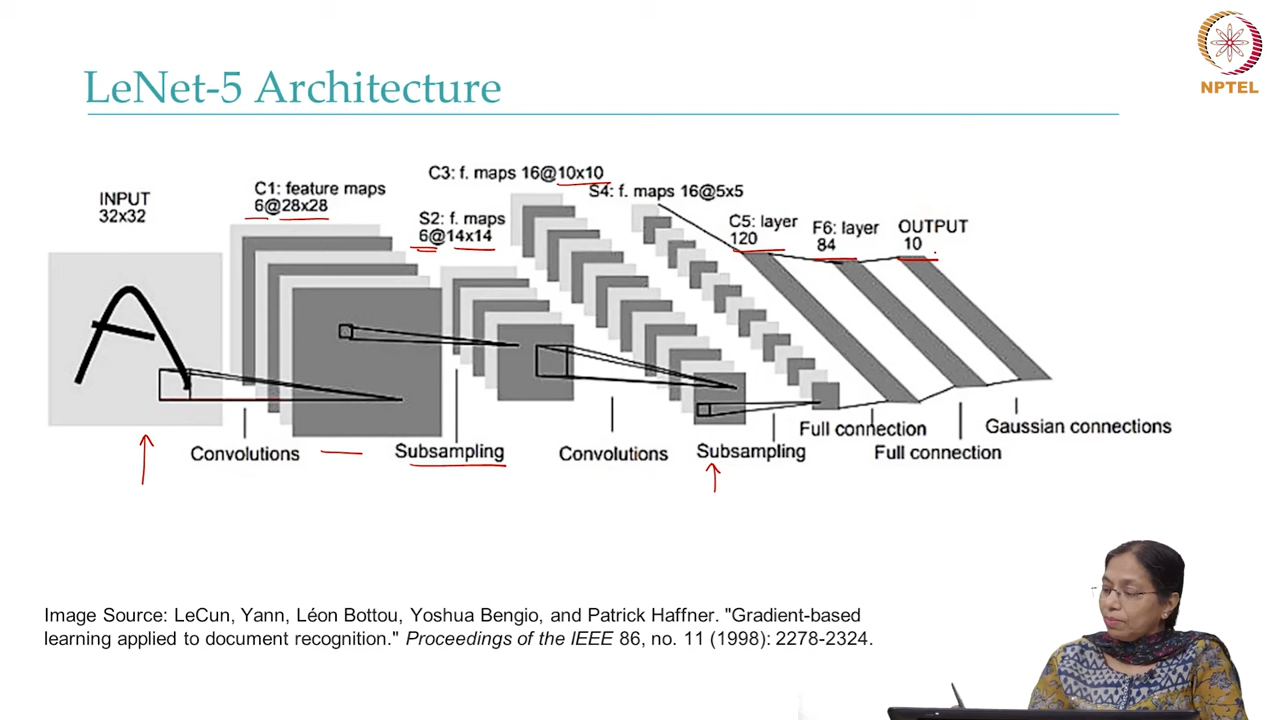 LeNet-5 Architecture
NPTEL
INPUT
32x32
C1: feature maps
6@28x28
S2: f. maps
6@14x14
C3: f. maps 16@10x10
S4: f. maps 16@5x5
C5: layer
120
F6: layer
84
OUTPUT
10
A
Convolutions
Subsampling
Convolutions
Subsampling
Full connection
Full connection
Gaussian connections
Image Source: LeCun, Yann, Léon Bottou, Yoshua Bengio, and Patrick Haffner. "Gradient-based
learning applied to document recognition." Proceedings of the IEEE 86, no. 11 (1998): 2278-2324.